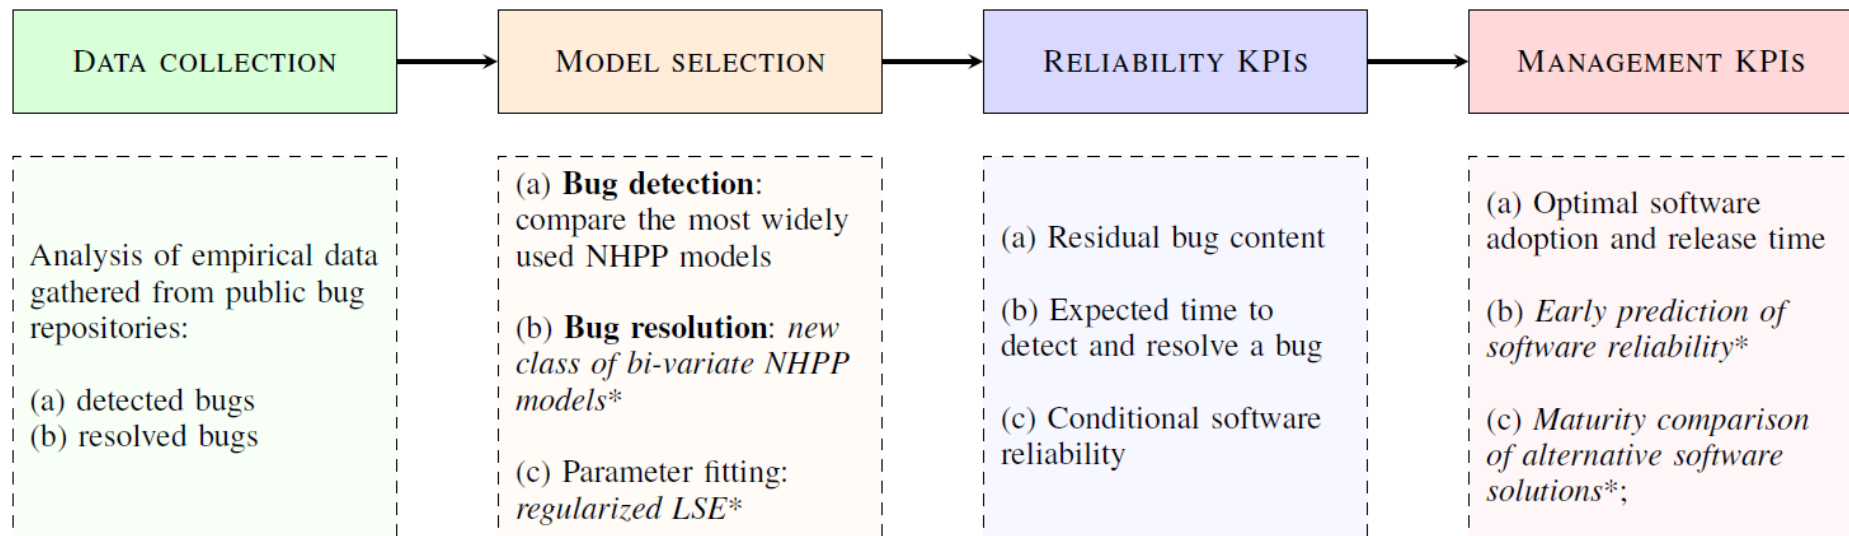 DATA COLLECTION
MODEL SELECTION
RELIABILITY KPIS
MANAGEMENT KPIS
Analysis of empirical data
gathered from public bug
repositories:
(a) detected bugs
(b) resolved bugs
(a) Bug detection:
compare the most widely
used NHPP models
(b) Bug resolution: new
class of bi-variate NHPP
models*
(c) Parameter fitting:
regularized LSE*
(a) Residual bug content
(b) Expected time to
detect and resolve a bug
(c) Conditional software
reliability
(a) Optimal software
adoption and release time
(b) Early prediction of
software reliability*
(c) Maturity comparison
of alternative software
solutions*;